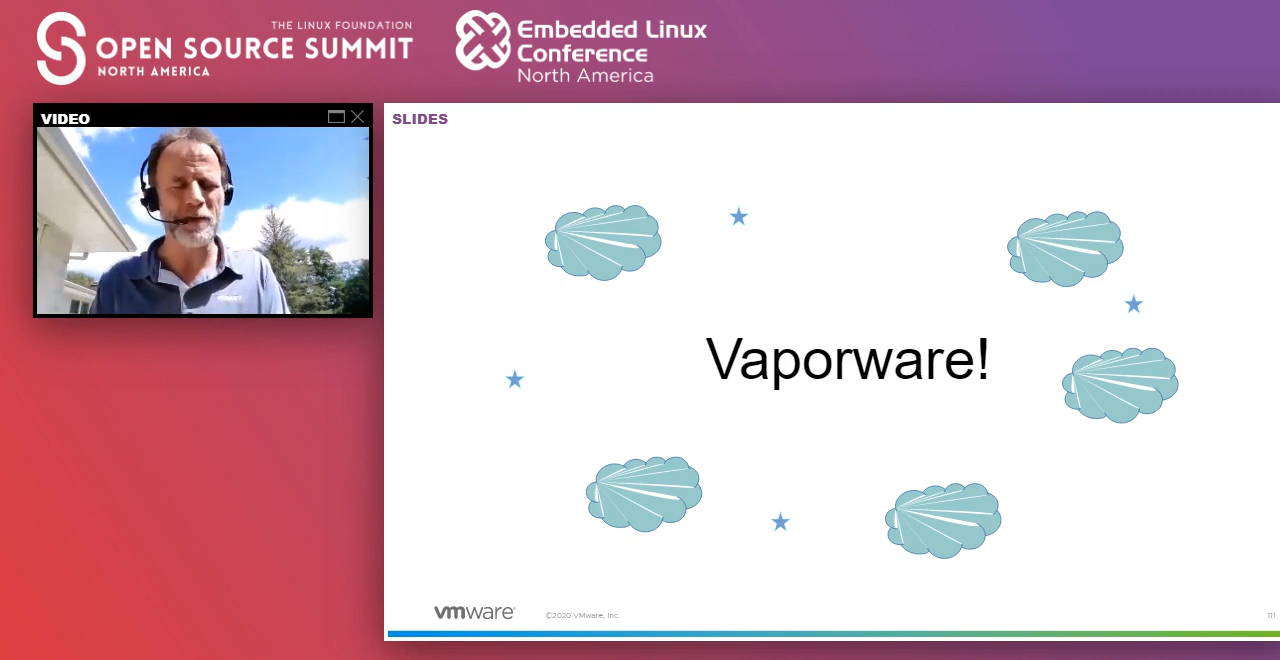 THE LINUX FOUNDATION
OPEN SOURCE SUMMIT
NORTH AMERICA
Embedded Linux
Conference
North America
VIDEO
SLIDES
Vaporware!
vmware®
©2020 VMware, Inc.
111